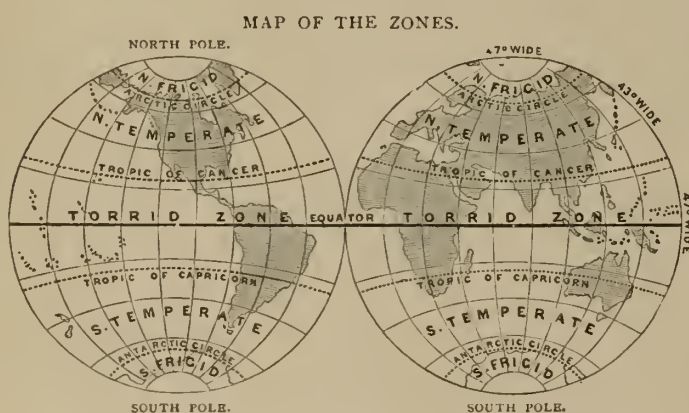 MAP OF THE ZONES.
NORTH POLE.
N. FRIGID
ARCTIC CIRCLE
N. TEMPERATE
TROPIC OF CANCER
TORRID ZONE
EQUATOR
TROPIC OF CAPRICORN
S. TEMPERATE
ANTARCTIC CIRCLE
S. FRIGID
SOUTH POLE.
47° WIDE
N. FRIGID
ARCTIC CIRCLE
43° WIDE
N. TEMPERATE
TROPIC OF CANCER
47° WIDE
TORRID ZONE
TROPIC OF CAPRICORN
S. TEMPERATE
ANTARCTIC CIRCLE
S. FRIGID
SOUTH POLE.